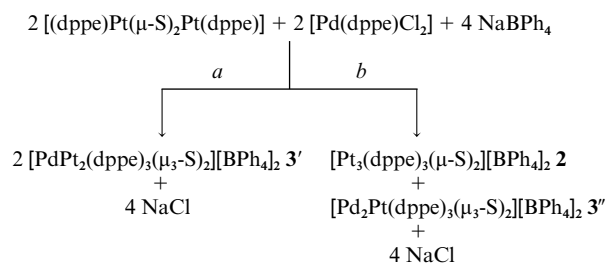 2 [(dppe)Pt(μ-S)₂Pt(dppe)] + 2 [Pd(dppe)Cl₂] + 4 NaBPh₄
a b
2 [PdPt₂(dppe)₃(μ₃-S)₂][BPh₄]₂ 3′ [Pt₃(dppe)₃(μ-S)₂][BPh₄]₂ 2
+ +
4 NaCl [Pd₂Pt(dppe)₃(μ₃-S)₂][BPh₄]₂ 3″
+
4 NaCl